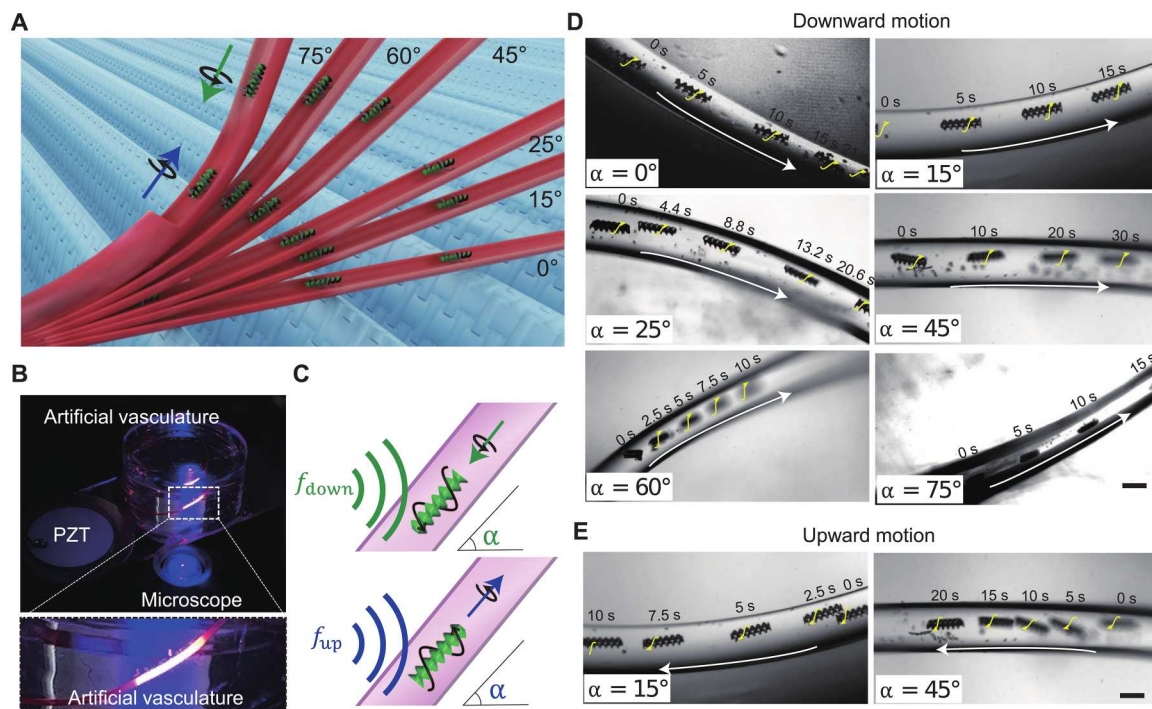 A
75°
60°
45°
25°
15°
0°
B
Artificial vasculature
PZT
Microscope
Artificial vasculature
C
f_down
α
f_up
α
D
Downward motion
0 s
5 s
10 s
15 s
α = 0°
0 s
5 s
10 s
15 s
α = 15°
0 s
4.4 s
8.8 s
13.2 s
20.6 s
α = 25°
0 s
10 s
20 s
30 s
α = 45°
0 s
2.5 s
5 s
7.5 s
10 s
α = 60°
0 s
5 s
10 s
15 s
α = 75°
E
Upward motion
10 s
7.5 s
5 s
2.5 s
0 s
α = 15°
20 s
15 s
10 s
5 s
0 s
α = 45°